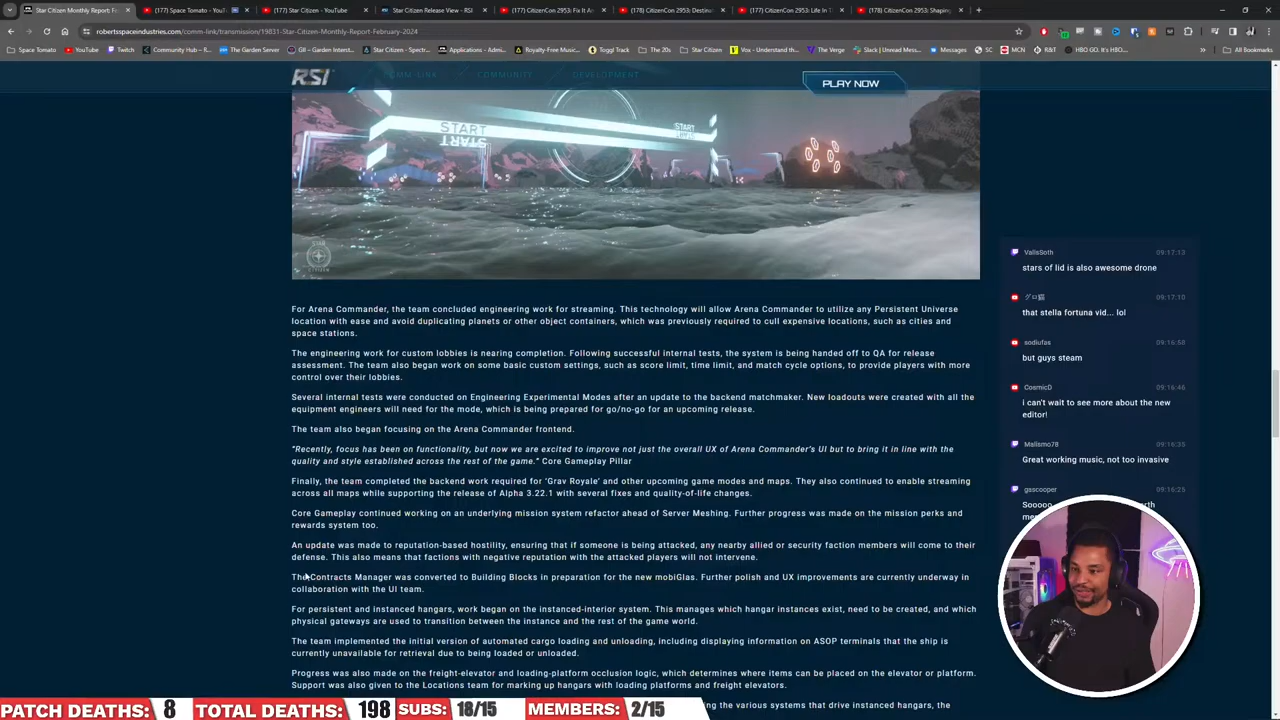 Star Citizen Monthly Report: Fe
(177) Space Tomato - YouTube
(177) Star Citizen - YouTube
Star Citizen Release View - RSI
(177) CitizenCon 2953: Fix It An
(178) CitizenCon 2953: Destinat
(178) CitizenCon 2953: Life In T
(178) CitizenCon 2953: Shaping
robertsspaceindustries.com/comm-link/transmission/19831-Star-Citizen-Monthly-Report-February-2024
Space Tomato
Twitch
Community Hub - R...
GII – Garden Interst...
Star Citizen - Spectr...
Applications - Admi...
Royalty-Free Music...
Toggl Track
The 20s
Star Citizen
Vox - Understand th...
The Verge
Slack | Unread Mess...
Messages
SC
MCN
R&T
HBO GO. It's HBO...
All Bookmarks
RSI
COMM-LINK
COMMUNITY
DEVELOPMENT
PLAY NOW
START
START
START
STAR
CITIZEN
For Arena Commander, the team concluded engineering work for streaming. This technology will allow Arena Commander to utilize any Persistent Universe
location with ease and avoid duplicating planets or other object containers, which was previously required to cull expensive locations, such as cities and
space stations.
The engineering work for custom lobbies is nearing completion. Following successful internal tests, the system is being handed off to QA for release
assessment. The team also began work on some basic custom settings, such as score limit, time limit, and match cycle options, to provide players with more
control over their lobbies.
Several internal tests were conducted on Engineering Experimental Modes after an update to the backend matchmaker. New loadouts were created with all the
equipment engineers will need for the mode, which is being prepared for go/no-go for an upcoming release.
The team also began focusing on the Arena Commander frontend.
"Recently, focus has been on functionality, but now we are excited to improve not just the overall UX of Arena Commander's UI but to bring it in line with the
quality and style established across the rest of the game." Core Gameplay Pillar
Finally, the team completed the backend work required for 'Grav Royale' and other upcoming game modes and maps. They also continued to enable streaming
across all maps while supporting the release of Alpha 3.22.1 with several fixes and quality-of-life changes.
Core Gameplay continued working on an underlying mission system refactor ahead of Server Meshing. Further progress was made on the mission perks and
rewards system too.
An update was made to reputation-based hostility, ensuring that if someone is being attacked, any nearby allied or security faction members will come to their
defense. This also means that factions with negative reputation with the attacked players will not intervene.
The Contracts Manager was converted to Building Blocks in preparation for the new mobiGlas. Further polish and UX improvements are currently underway in
collaboration with the UI team.
For persistent and instanced hangars, work began on the instanced-interior system. This manages which hangar instances exist, need to be created, and which
physical gateways are used to transition between the instance and the rest of the game world.
The team implemented the initial version of automated cargo loading and unloading, including displaying information on ASOP terminals that the ship is
currently unavailable for retrieval due to being loaded or unloaded.
Progress was also made on the freight-elevator and loading-platform occlusion logic, which determines where items can be placed on the elevator or platform.
Support was also given to the Locations team for marking up hangars with loading platforms and freight elevators.
ing the various systems that drive instanced hangars, the
VallsSoth 09:17:13
stars of lid is also awesome drone
グロ猫 09:17:10
that stella fortuna vid... lol
sodiufas 09:16:58
but guys steam
CosmicD 09:16:46
i can't wait to see more about the new
editor!
Malismo78 09:16:35
Great working music, not too invasive
gsscooper 09:16:25
PATCH DEATHS: 8
TOTAL DEATHS: 198
SUBS: 18/15
MEMBERS: 2/15